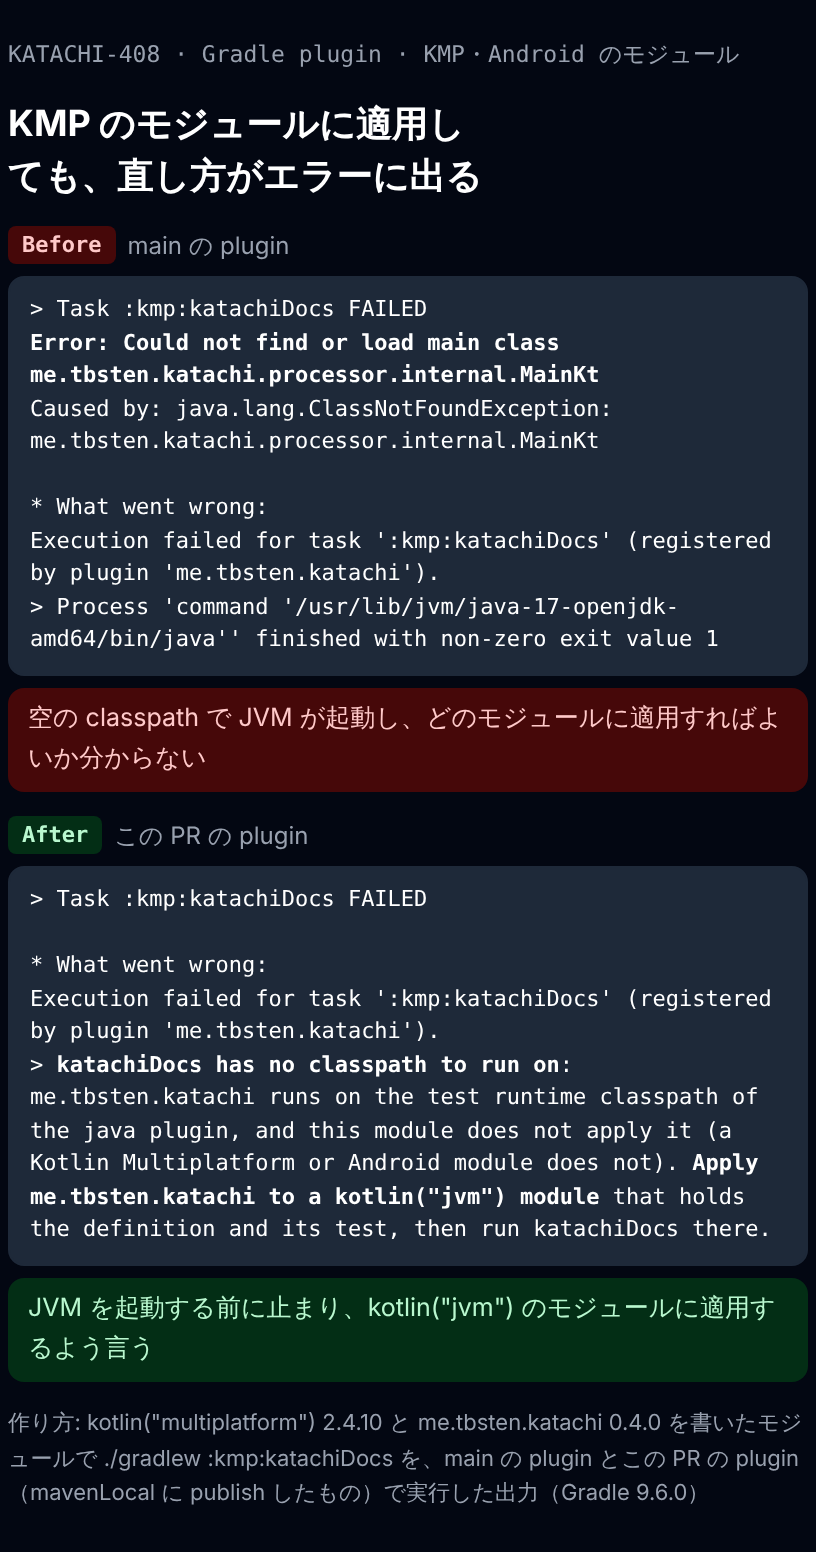 KATACHI-408 · Gradle plugin · KMP・Android のモジュール
KMP のモジュールに適用し
ても、直し方がエラーに出る
Before main の plugin
> Task :kmp:katachiDocs FAILED
Error: Could not find or load main class
me.tbsten.katachi.processor.internal.MainKt
Caused by: java.lang.ClassNotFoundException:
me.tbsten.katachi.processor.internal.MainKt
* What went wrong:
Execution failed for task ':kmp:katachiDocs' (registered
by plugin 'me.tbsten.katachi').
> Process 'command '/usr/lib/jvm/java-17-openjdk-
amd64/bin/java'' finished with non-zero exit value 1
空の classpath で JVM が起動し、どのモジュールに適用すればよ
いか分からない
After この PR の plugin
> Task :kmp:katachiDocs FAILED
* What went wrong:
Execution failed for task ':kmp:katachiDocs' (registered
by plugin 'me.tbsten.katachi').
> katachiDocs has no classpath to run on:
me.tbsten.katachi runs on the test runtime classpath of
the java plugin, and this module does not apply it (a
Kotlin Multiplatform or Android module does not). Apply
me.tbsten.katachi to a kotlin("jvm") module that holds
the definition and its test, then run katachiDocs there.
JVM を起動する前に止まり、kotlin("jvm") のモジュールに適用す
るよう言う
作り方: kotlin("multiplatform") 2.4.10 と me.tbsten.katachi 0.4.0 を書いたモジ
ュールで ./gradlew :kmp:katachiDocs を、main の plugin とこの PR の plugin
（mavenLocal に publish したもの）で実行した出力（Gradle 9.6.0）